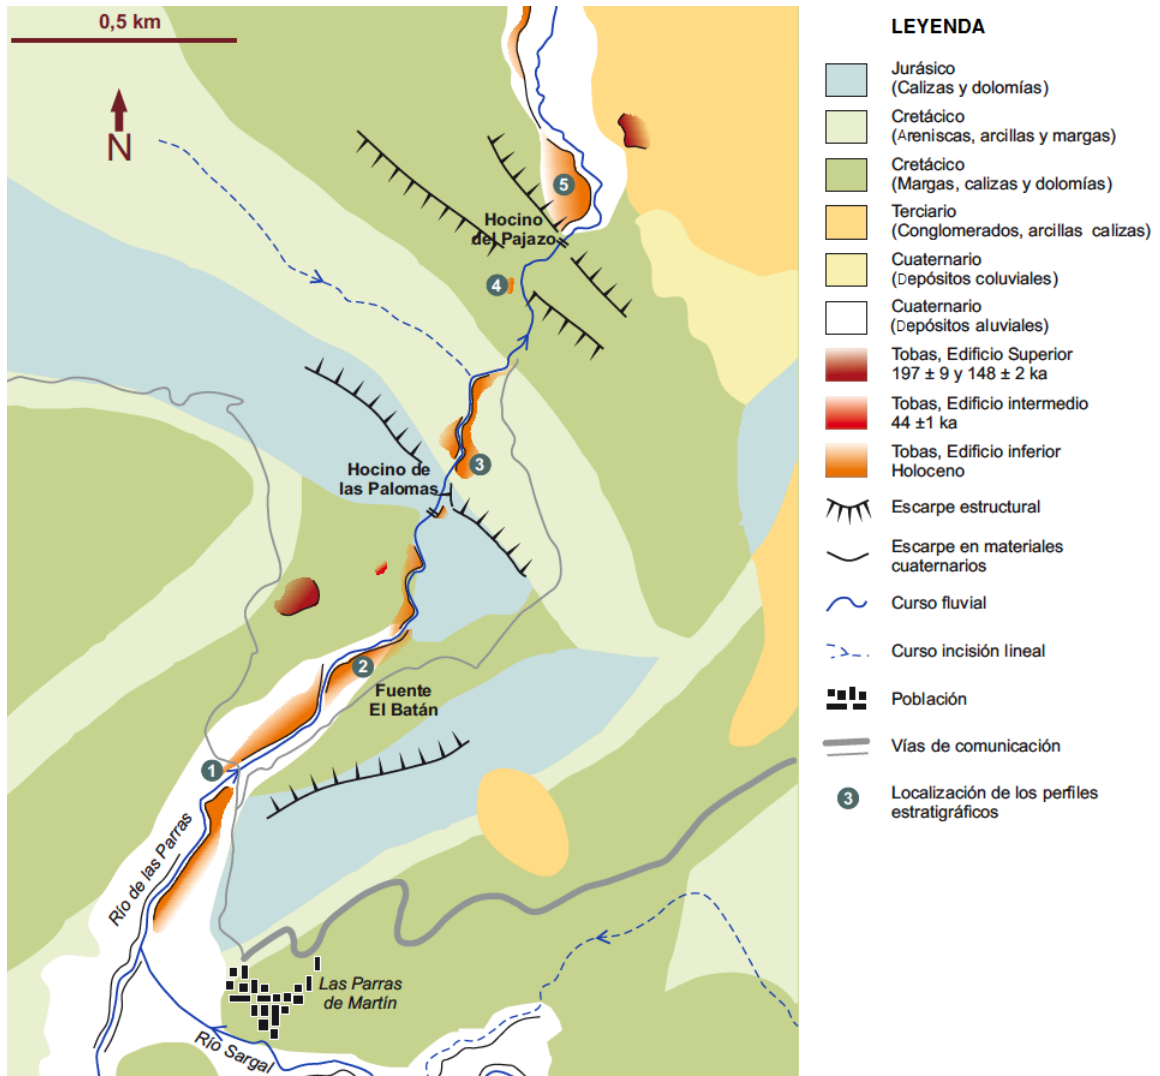 0,5 km
N
5
Hocino
del Pajazo
4
3
Hocino de
las Palomas
2
Fuente
El Batán
1
Río de las Parras
Las Parras
de Martín
Río Sargal
LEYENDA
Jurásico
(Calizas y dolomías)
Cretácico
(Areniscas, arcillas y margas)
Cretácico
(Margas, calizas y dolomías)
Terciario
(Conglomerados, arcillas calizas)
Cuaternario
(Depósitos coluviales)
Cuaternario
(Depósitos aluviales)
Tobas, Edificio Superior
197 ± 9 y 148 ± 2 ka
Tobas, Edificio intermedio
44 ±1 ka
Tobas, Edificio inferior
Holoceno
Escarpe estructural
Escarpe en materiales
cuaternarios
Curso fluvial
Curso incisión lineal
Población
Vías de comunicación
3
Localización de los perfiles
estratigráficos